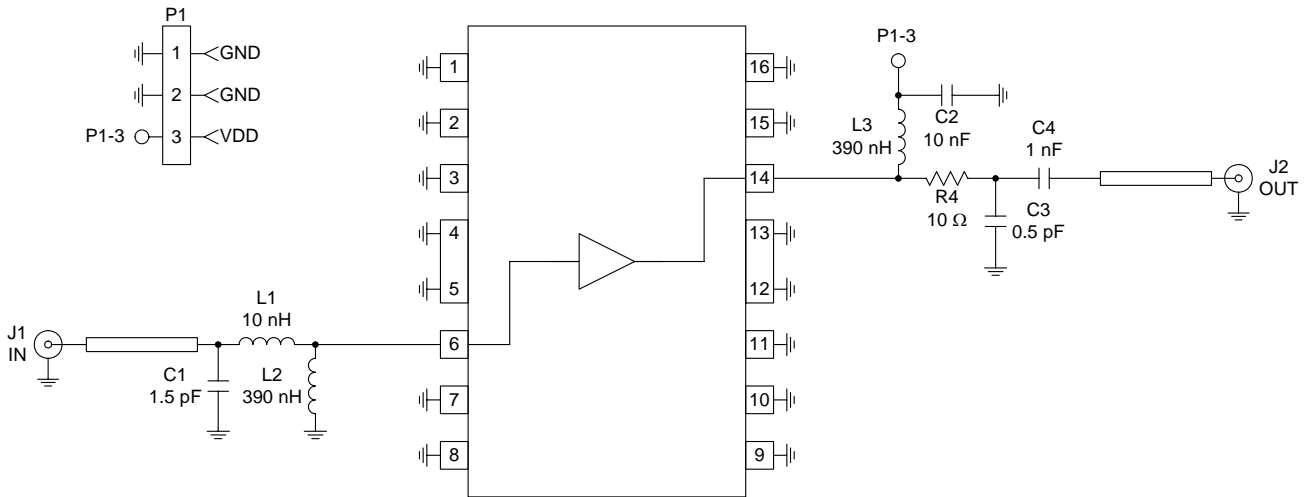 P1
1 GND
2 GND
P1-3 3 VDD
1
2
3
4
5
6
7
8
16
15
14
13
12
11
10
9
J1
IN
C1
1.5 pF
L1
10 nH
L2
390 nH
P1-3
L3
390 nH
C2
10 nF
R4
10 Ω
C4
1 nF
C3
0.5 pF
J2
OUT